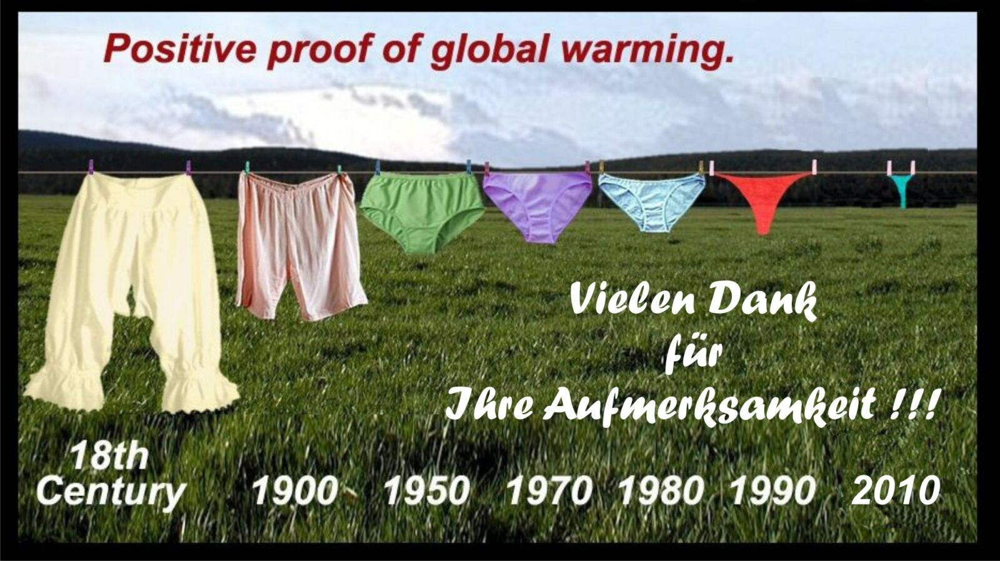 Positive proof of global warming.
Vielen Dank
für
Ihre Aufmerksamkeit !!!
18th
Century
1900 1950 1970 1980 1990 2010